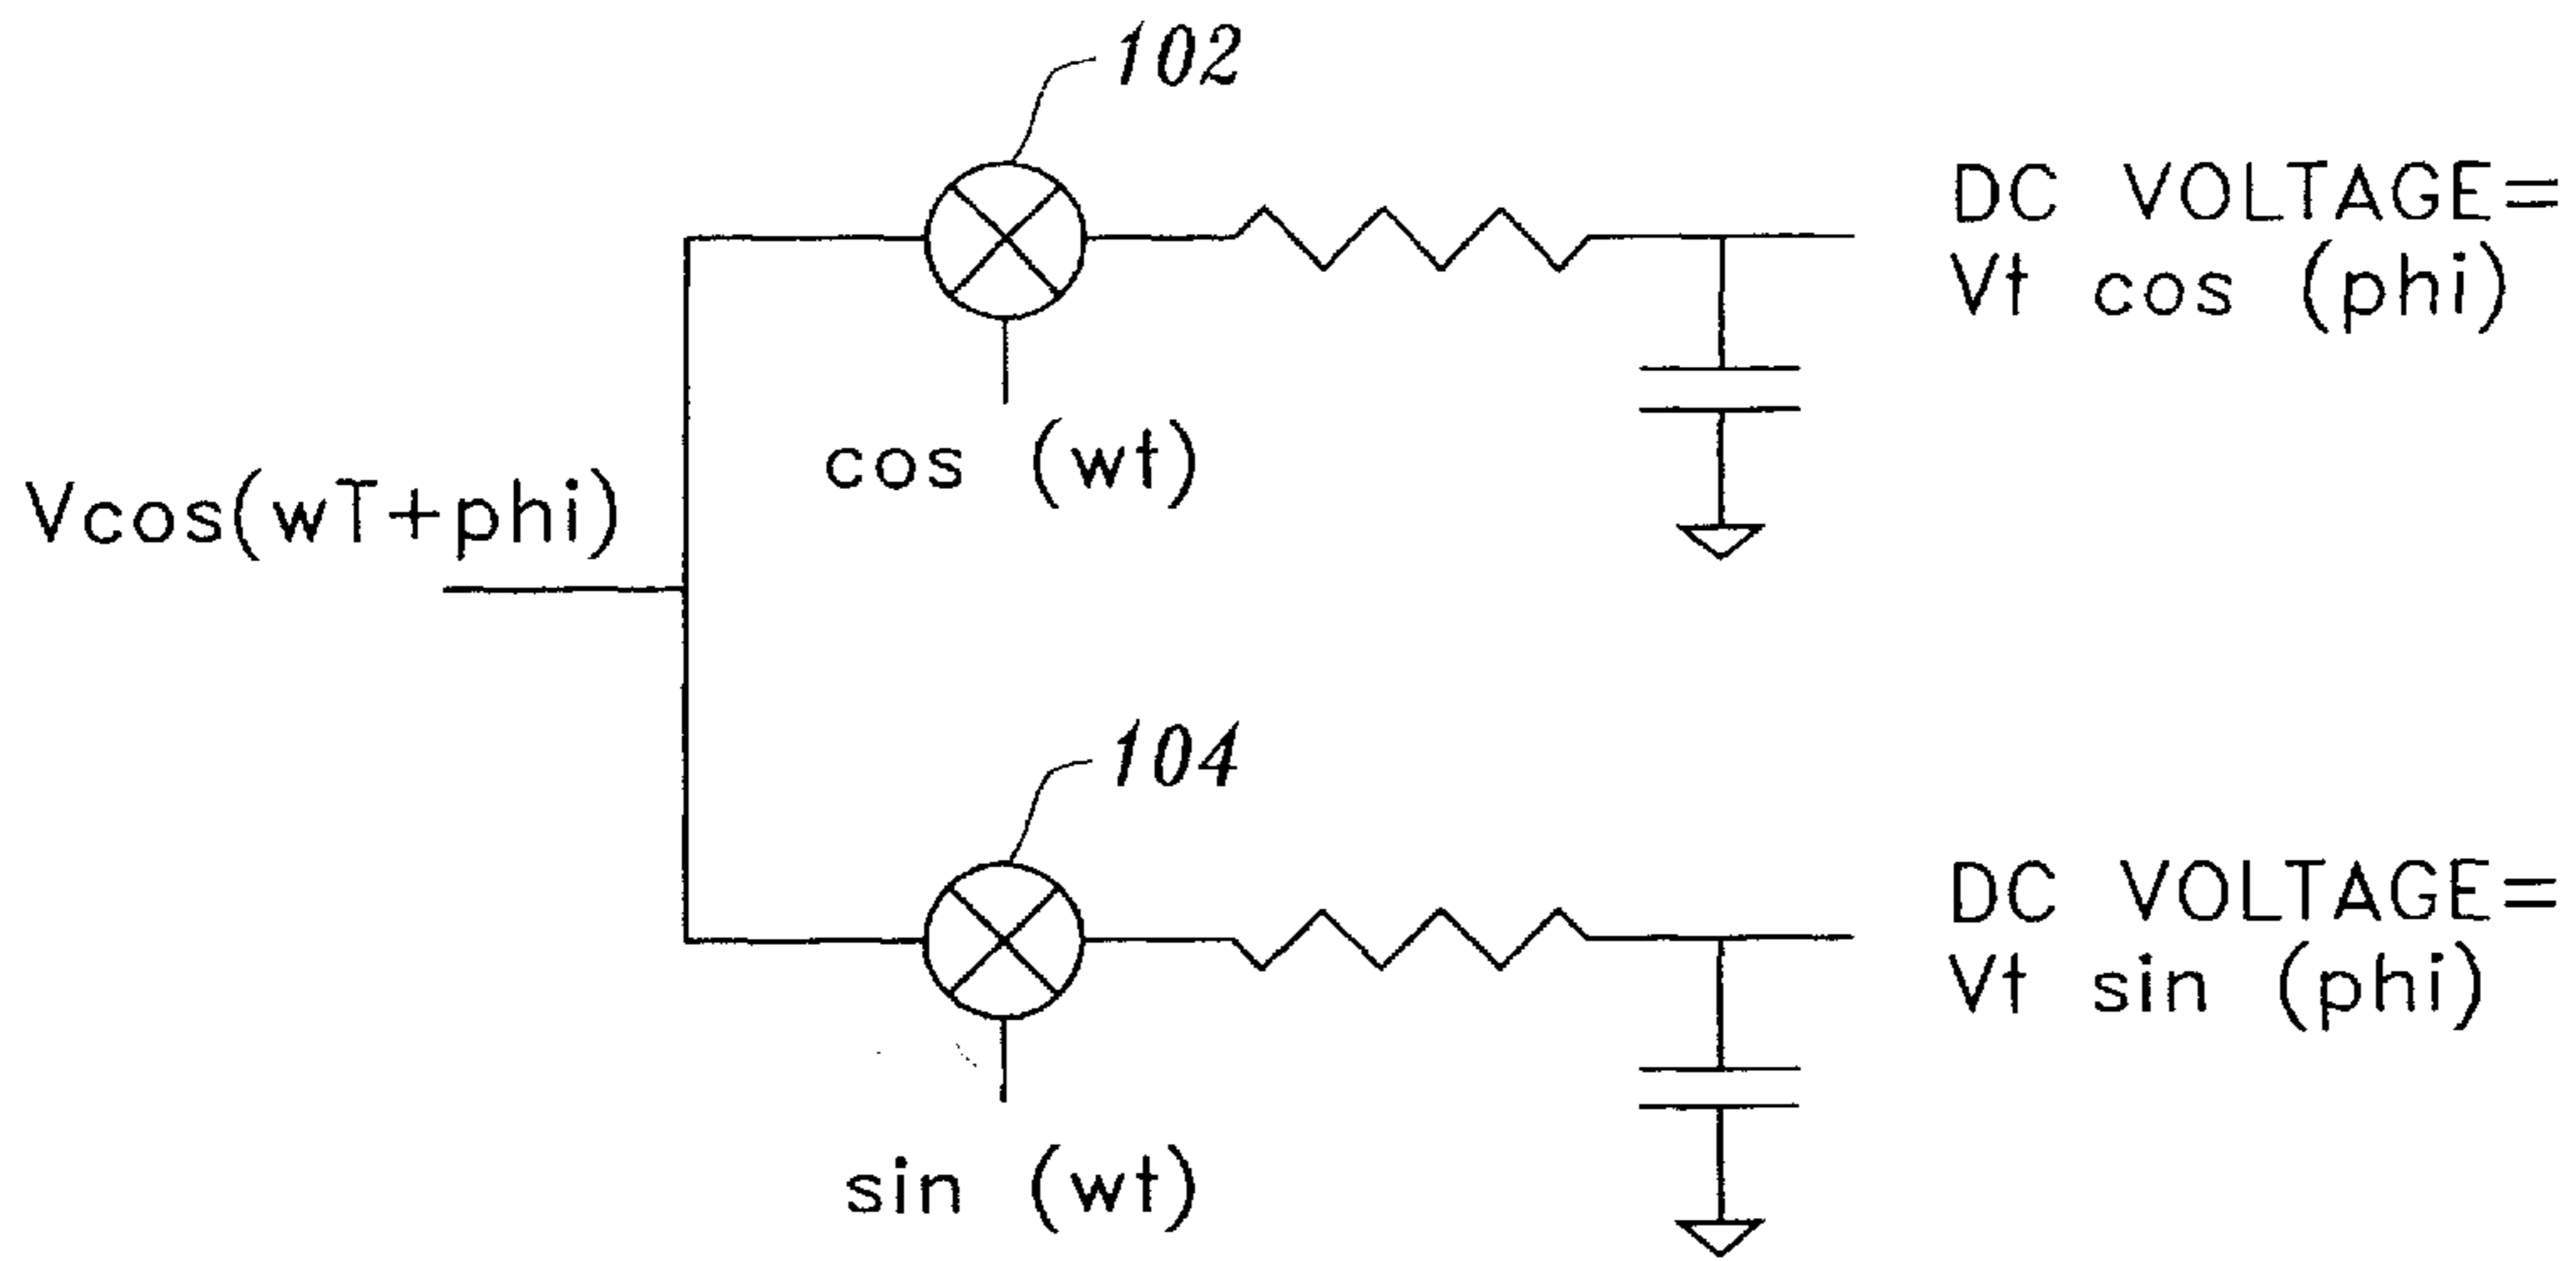 102
DC VOLTAGE=
Vt cos (phi)
cos (wt)
Vcos(wT+phi)
104
DC VOLTAGE=
Vt sin (phi)
sin (wt)